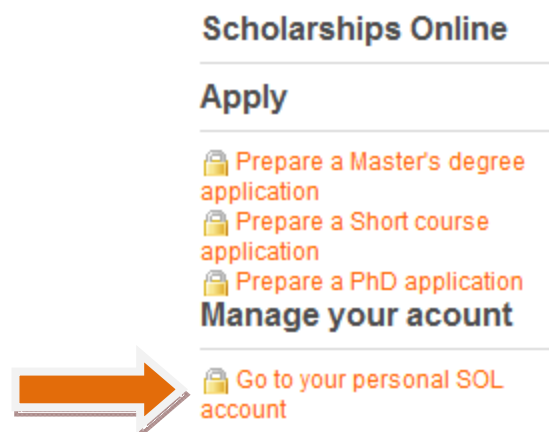 Scholarships Online
Apply
Prepare a Master's degree
application
Prepare a Short course
application
Prepare a PhD application
Manage your acount
Go to your personal SOL
account